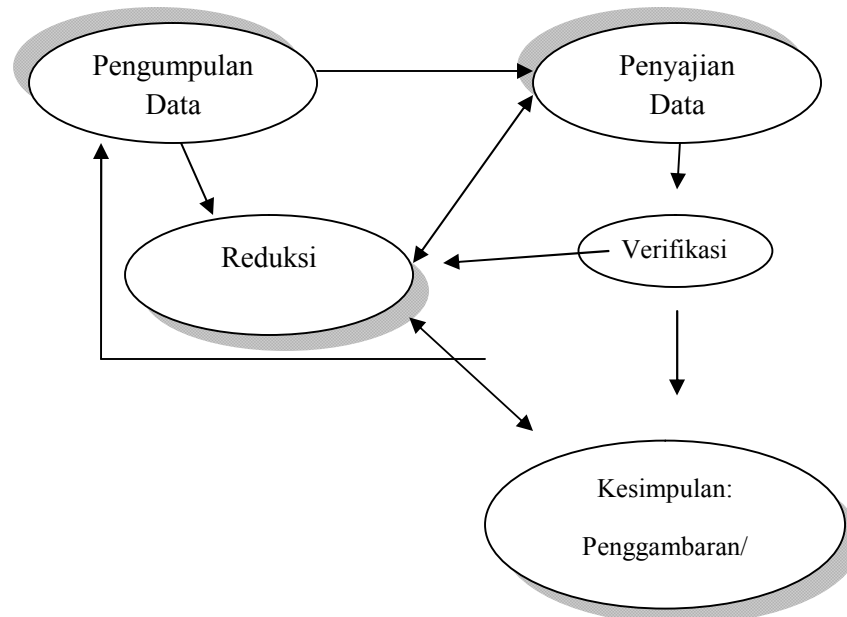 Pengumpulan
Data
Penyajian
Data
Reduksi
Verifikasi
Kesimpulan:
Penggambaran/